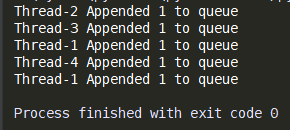 Thread-2 Appended 1 to queue
Thread-3 Appended 1 to queue
Thread-1 Appended 1 to queue
Thread-4 Appended 1 to queue
Thread-1 Appended 1 to queue
Process finished with exit code 0